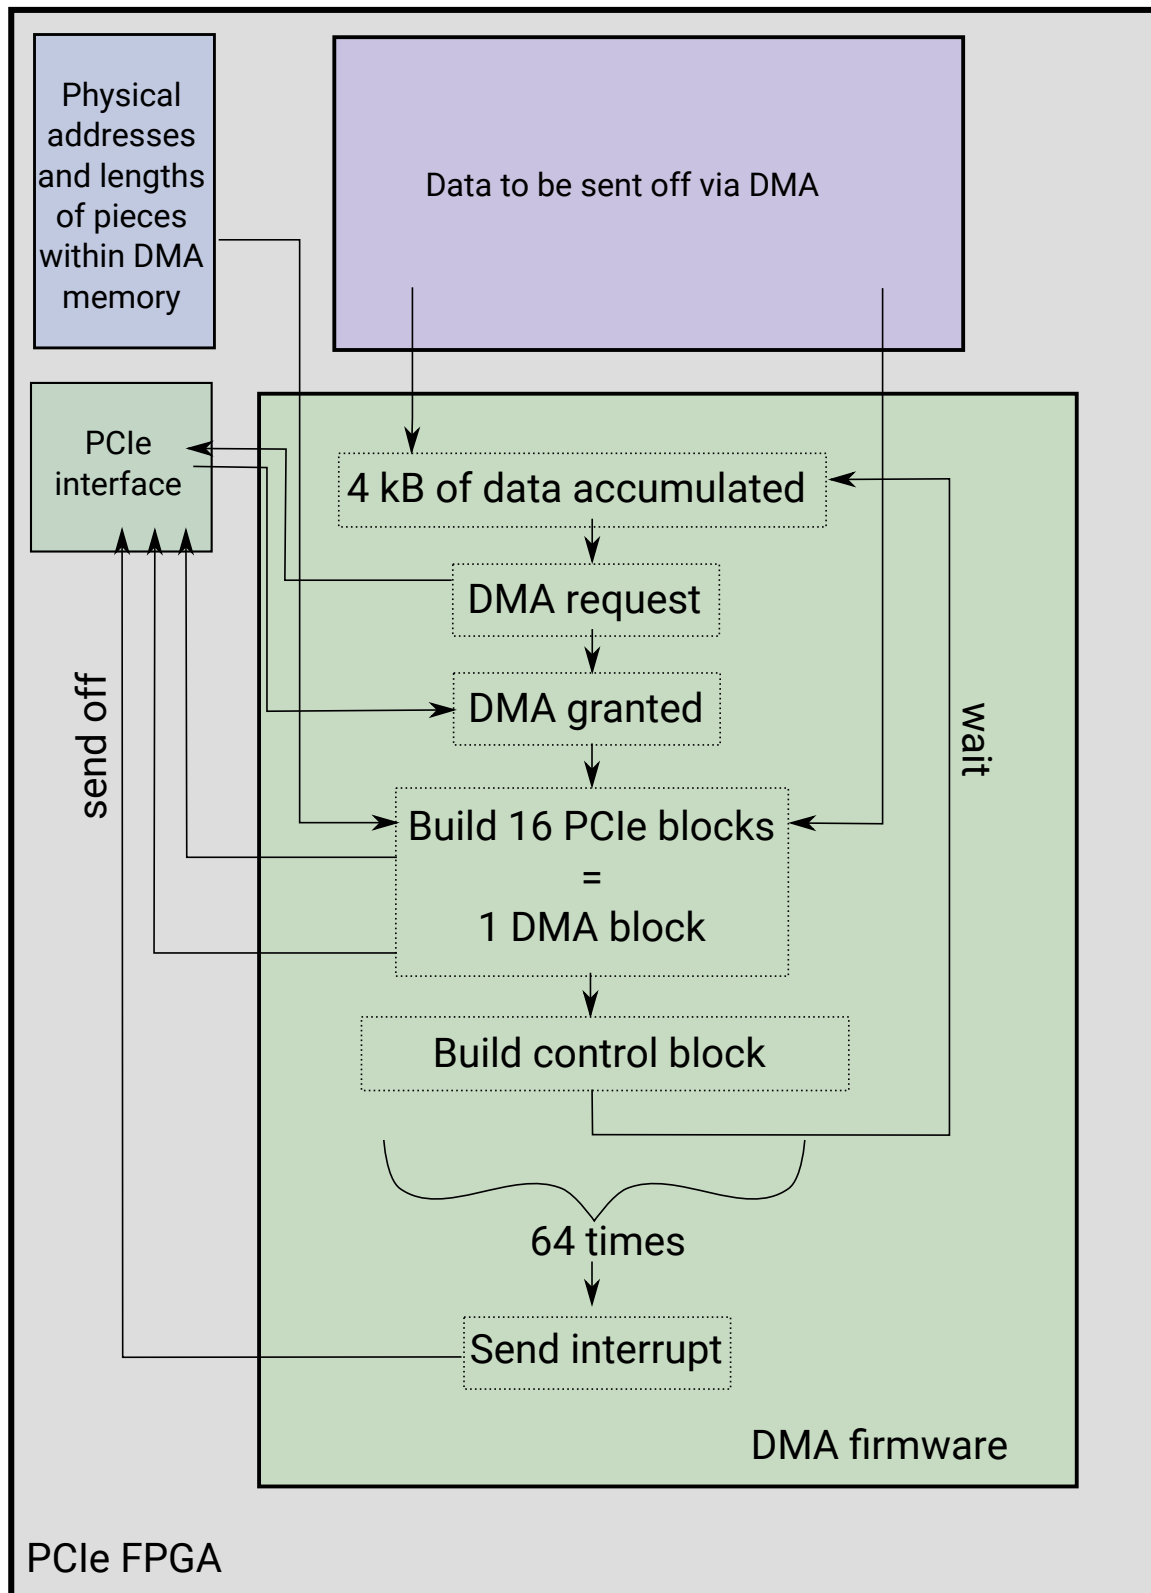 Physical
addresses
and lengths
of pieces
within DMA
memory
Data to be sent off via DMA
PCIe
interface
4 kB of data accumulated
DMA request
DMA granted
send off
wait
Build 16 PCIe blocks
=
1 DMA block
Build control block
64 times
Send interrupt
DMA firmware
PCIe FPGA